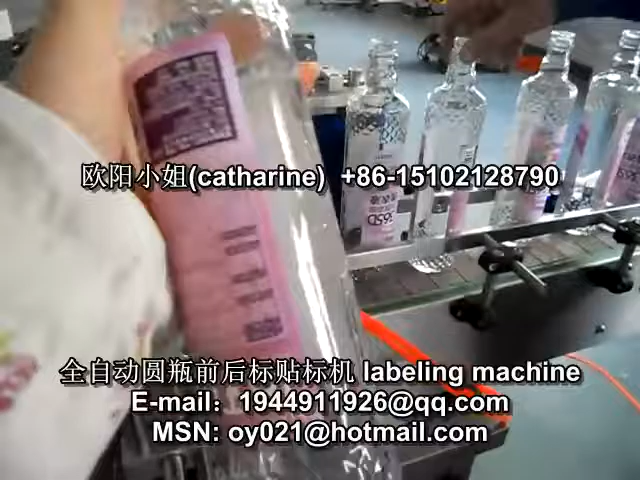 欧阳小姐(catharine) +86-15102128790
365D
全自动圆瓶前后标贴标机 labeling machine
E-mail：1944911926@qq.com
MSN: oy021@hotmail.com